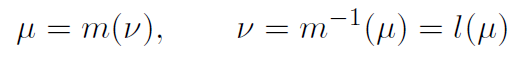 μ = m(ν), ν = m⁻¹(μ) = l(μ)